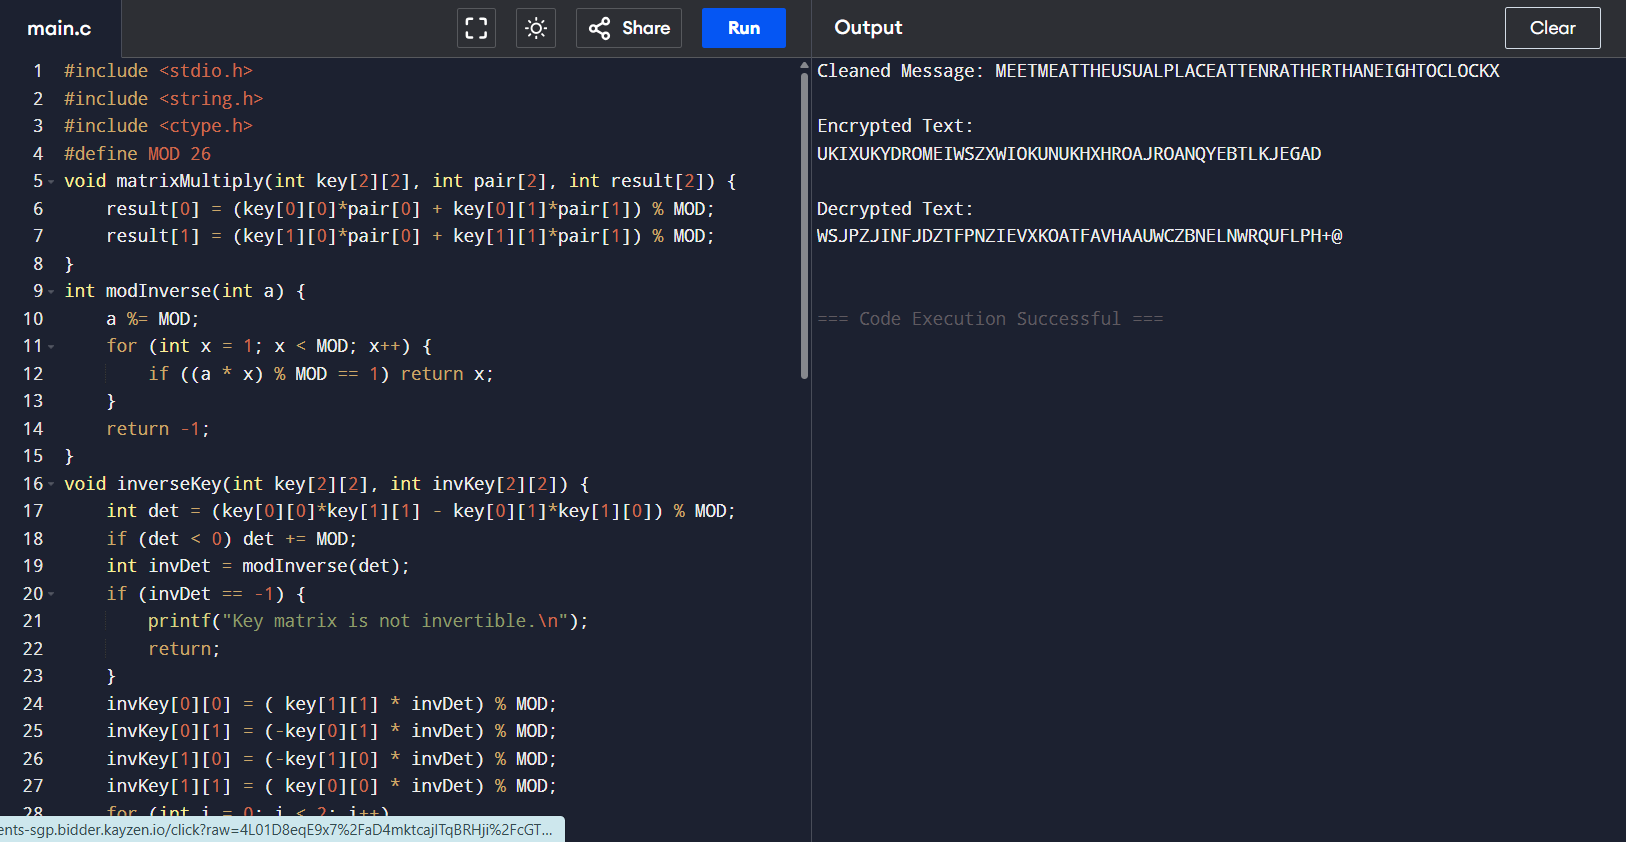 main.c
Share
Run
Output
Clear
1 #include <stdio.h>
2 #include <string.h>
3 #include <ctype.h>
4 #define MOD 26
5 void matrixMultiply(int key[2][2], int pair[2], int result[2]) {
6     result[0] = (key[0][0]*pair[0] + key[0][1]*pair[1]) % MOD;
7     result[1] = (key[1][0]*pair[0] + key[1][1]*pair[1]) % MOD;
8 }
9 int modInverse(int a) {
10     a %= MOD;
11     for (int x = 1; x < MOD; x++) {
12         if ((a * x) % MOD == 1) return x;
13     }
14     return -1;
15 }
16 void inverseKey(int key[2][2], int invKey[2][2]) {
17     int det = (key[0][0]*key[1][1] - key[0][1]*key[1][0]) % MOD;
18     if (det < 0) det += MOD;
19     int invDet = modInverse(det);
20     if (invDet == -1) {
21         printf("Key matrix is not invertible.\n");
22         return;
23     }
24     invKey[0][0] = ( key[1][1] * invDet) % MOD;
25     invKey[0][1] = (-key[0][1] * invDet) % MOD;
26     invKey[1][0] = (-key[1][0] * invDet) % MOD;
27     invKey[1][1] = ( key[0][0] * invDet) % MOD;
28     for (int i = 0; i < 2; i++)
ents-sgp.bidder.kayzen.io/click?raw=4L01D8eqE9x7%2FaD4mktcajlTqBRHji%2FcGT...
Cleaned Message: MEETMEATTHEUSUALPLACEATTENRATHERTHANEIGHTOCLOCKX
Encrypted Text:
UKIXUKYDROMEIWSZXWIOKUNUKHXHROAJROANQYEBTLKJEGAD
Decrypted Text:
WSJPZJINFJDZTFPNZIEVXKOATFAVHAAUWCZBNELNWRQUFLPH+@
=== Code Execution Successful ===